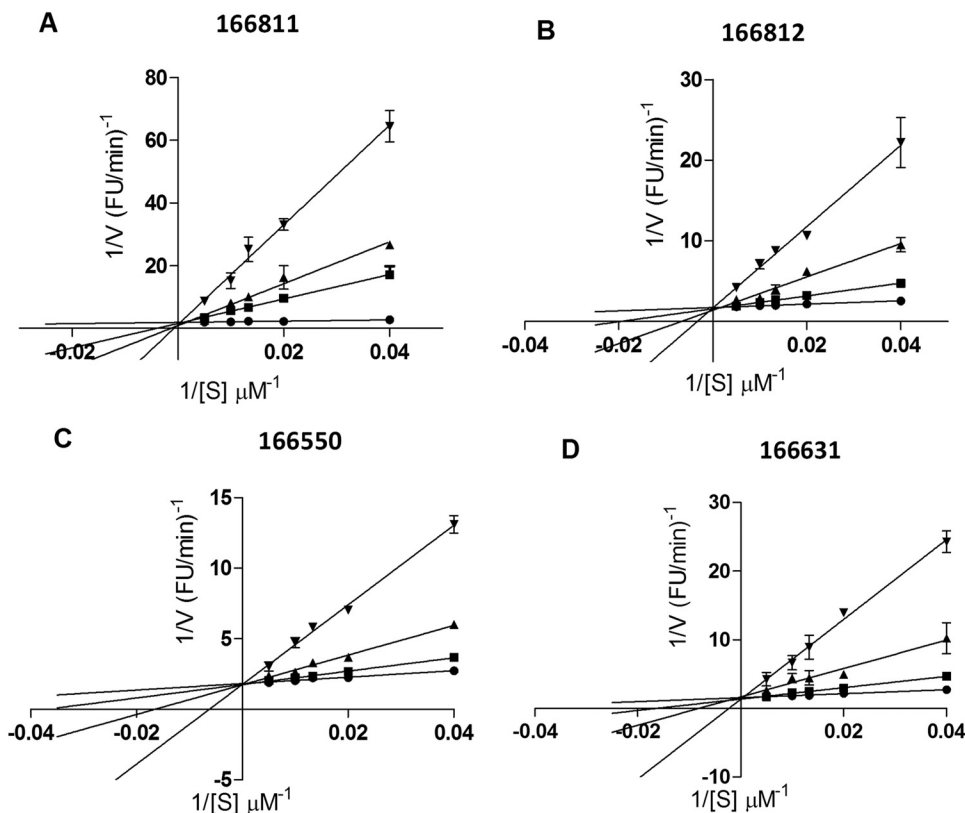 A
166811
80
60
40
20
-0.02
0.02
0.04
1/V (FU/min)⁻¹
1/[S] μM⁻¹
B
166812
30
20
10
-0.04
-0.02
0.02
0.04
1/V (FU/min)⁻¹
1/[S] μM⁻¹
C
166550
15
10
5
-5
-0.04
-0.02
0.02
0.04
1/V (FU/min)⁻¹
1/[S] μM⁻¹
D
166631
30
20
10
-10
-0.04
-0.02
0.02
0.04
1/V (FU/min)⁻¹
1/[S] μM⁻¹